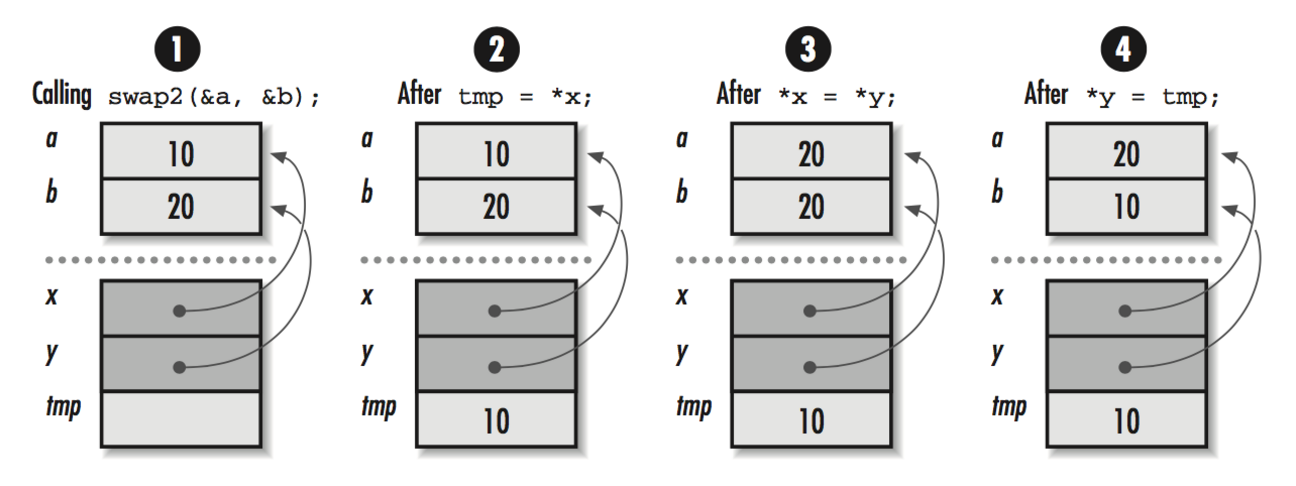 1 2 3 4
Calling swap2(&a, &b); After tmp = *x; After *x = *y; After *y = tmp;
a 10 a 10 a 20 a 20
b 20 b 20 b 20 b 10
x x x x
y y y y
tmp tmp 10 tmp 10 tmp 10